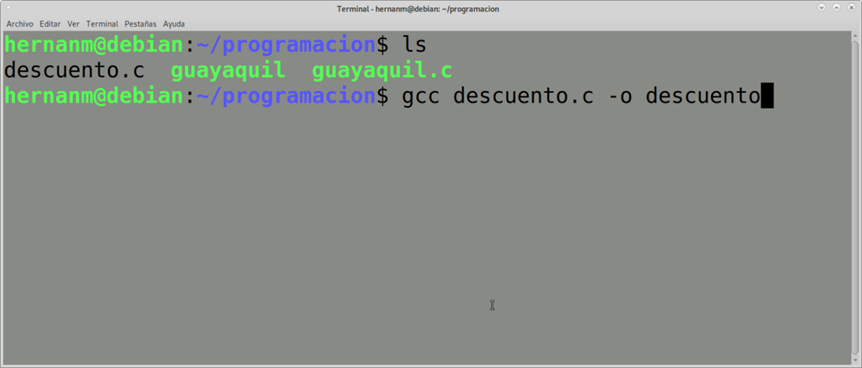 Terminal - hernanm@debian: ~/programacion
Archivo Editar Ver Terminal Pestañas Ayuda
hernanm@debian:~/programacion$ ls
descuento.c guayaquil guayaquil.c
hernanm@debian:~/programacion$ gcc descuento.c -o descuento